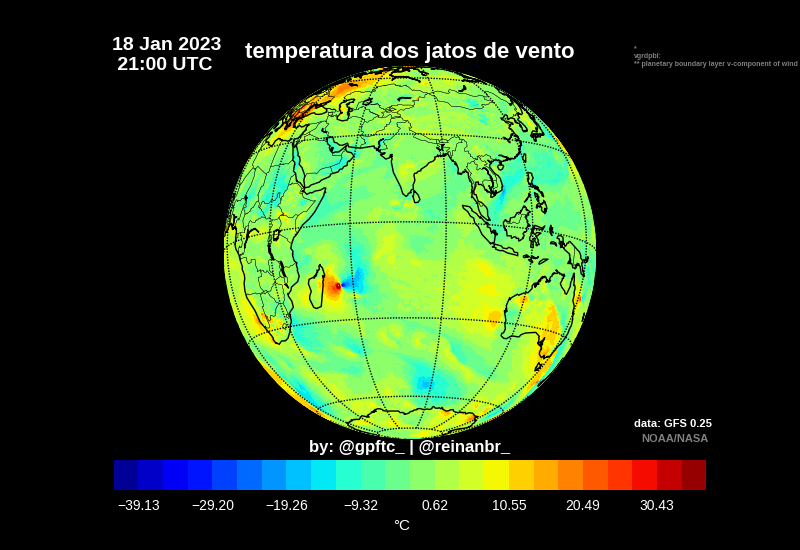 18 Jan 2023
21:00 UTC
temperatura dos jatos de vento
*
vgrdpbl:
** planetary boundary layer v-component of wind
data: GFS 0.25
NOAA/NASA
by: @gpftc_ | @reinanbr_
−39.13 −29.20 −19.26 −9.32 0.62 10.55 20.49 30.43
°C